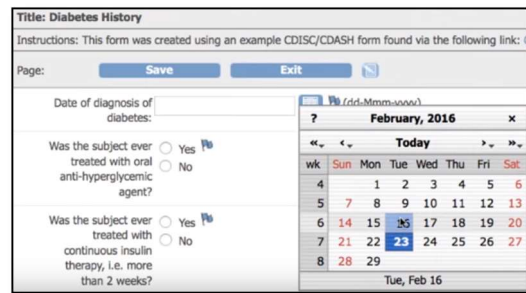 Title: Diabetes History
Instructions: This form was created using an example CDISC/CDASH form found via the following link:
Page: Save Exit
Date of diagnosis of diabetes:
(dd-Mmm-yyyy)
Was the subject ever treated with oral anti-hyperglycemic agent?
Yes
No
Was the subject ever treated with continuous insulin therapy, i.e. more than 2 weeks?
Yes
No
? February, 2016 ×
« ‹ Today › »
wk Sun Mon Tue Wed Thu Fri Sat
4 1 2 3 4 5 6
5 7 8 9 10 11 12 13
6 14 15 16 17 18 19 20
7 21 22 23 24 25 26 27
8 28 29
Tue, Feb 16